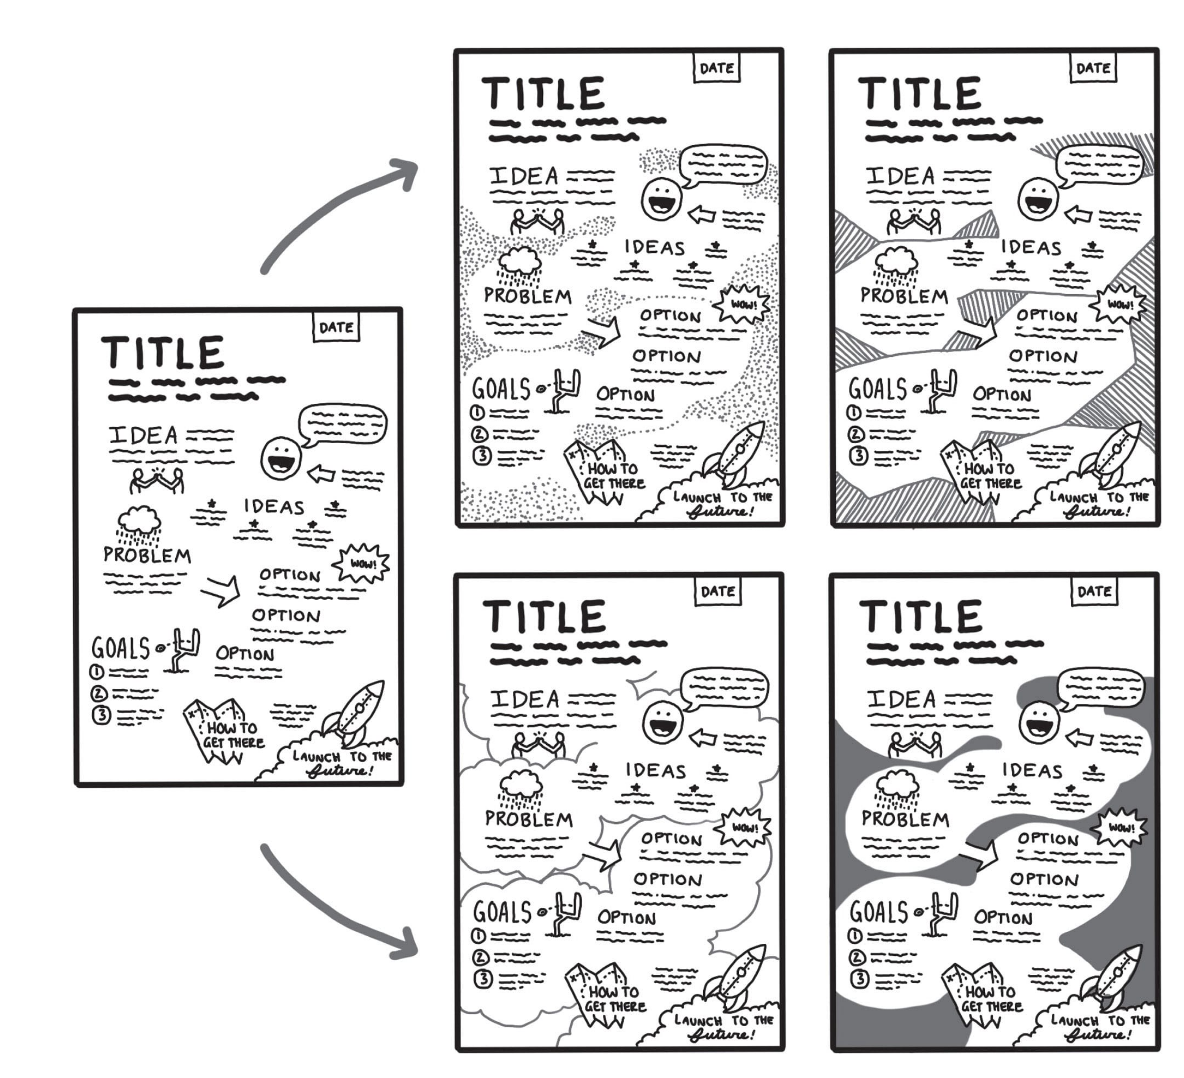 DATE
TITLE
IDEA
IDEAS
PROBLEM
WOW!
OPTION
OPTION
GOALS
OPTION
1
2
3
HOW TO
GET THERE
LAUNCH TO THE
future!
DATE
TITLE
IDEA
IDEAS
PROBLEM
WOW!
OPTION
OPTION
GOALS
OPTION
1
2
3
HOW TO
GET THERE
LAUNCH TO THE
future!
DATE
TITLE
IDEA
IDEAS
PROBLEM
WOW!
OPTION
OPTION
GOALS
OPTION
1
2
3
HOW TO
GET THERE
LAUNCH TO THE
future!
DATE
TITLE
IDEA
IDEAS
PROBLEM
WOW!
OPTION
OPTION
GOALS
OPTION
1
2
3
HOW TO
GET THERE
LAUNCH TO THE
future!
DATE
TITLE
IDEA
IDEAS
PROBLEM
WOW!
OPTION
OPTION
GOALS
OPTION
1
2
3
HOW TO
GET THERE
LAUNCH TO THE
future!